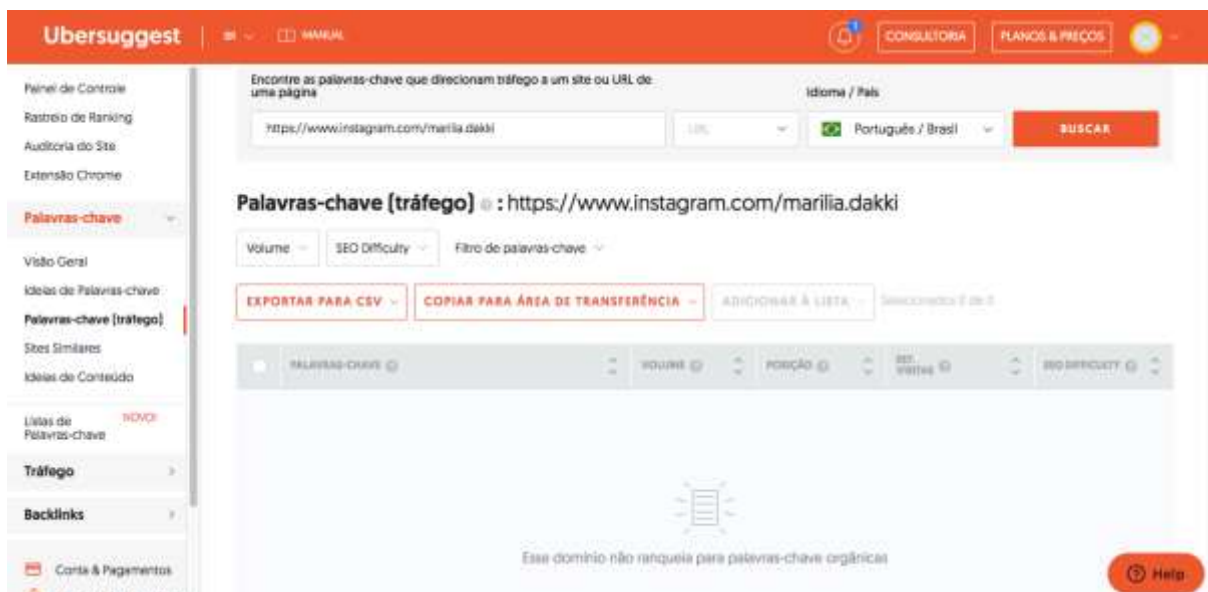 Ubersuggest
MANUAL
CONSULTORIA
PLANOS & PREÇOS
Painel de Controle
Rastreio de Ranking
Auditoria do Site
Extensão Chrome
Palavras-chave
Visão Geral
Ideias de Palavras-chave
Palavras-chave [tráfego]
Sites Similares
Ideias de Conteúdo
Listas de NOVO!
Palavras-chave
Tráfego
Backlinks
Conta & Pagamentos
Encontre as palavras-chave que direcionam tráfego a um site ou URL de
uma página
Idioma / País
https://www.instagram.com/marilia.dakki
URL
Português / Brasil
BUSCAR
Palavras-chave [tráfego] : https://www.instagram.com/marilia.dakki
Volume
SEO Difficulty
Filtro de palavras-chave
EXPORTAR PARA CSV
COPIAR PARA ÁREA DE TRANSFERÊNCIA
ADICIONAR À LISTA
PALAVRAS-CHAVE
VOLUME
POSIÇÃO
EST.
VISITAS
SEO DIFFICULTY
Esse domínio não ranqueia para palavras-chave orgânicas
Help